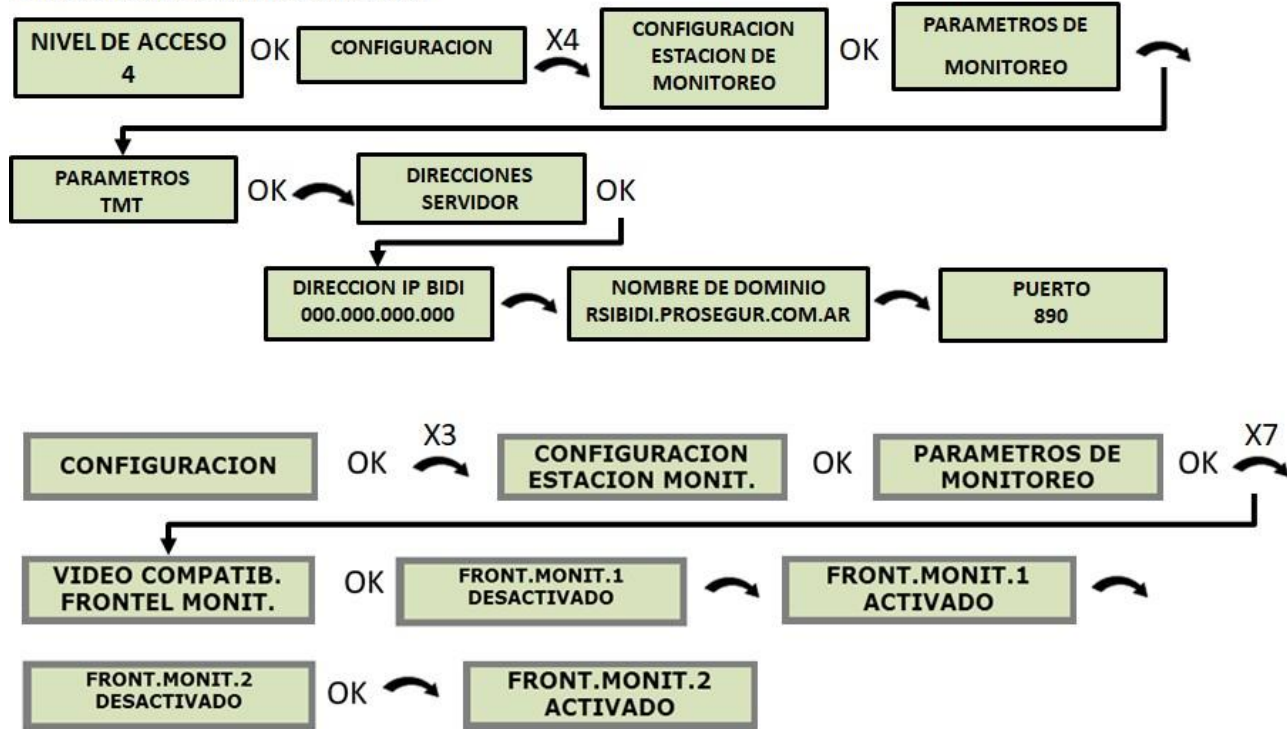 NIVEL DE ACCESO
4
OK
CONFIGURACION
X4
CONFIGURACION
ESTACION DE
MONITOREO
OK
PARAMETROS DE
MONITOREO
PARAMETROS
TMT
OK
DIRECCIONES
SERVIDOR
OK
DIRECCION IP BIDI
000.000.000.000
NOMBRE DE DOMINIO
RSIBIDI.PROSEGUR.COM.AR
PUERTO
890
CONFIGURACION
OK
X3
CONFIGURACION
ESTACION MONIT.
OK
PARAMETROS DE
MONITOREO
OK
X7
VIDEO COMPATIB.
FRONTEL MONIT.
OK
FRONT.MONIT.1
DESACTIVADO
FRONT.MONIT.1
ACTIVADO
FRONT.MONIT.2
DESACTIVADO
OK
FRONT.MONIT.2
ACTIVADO